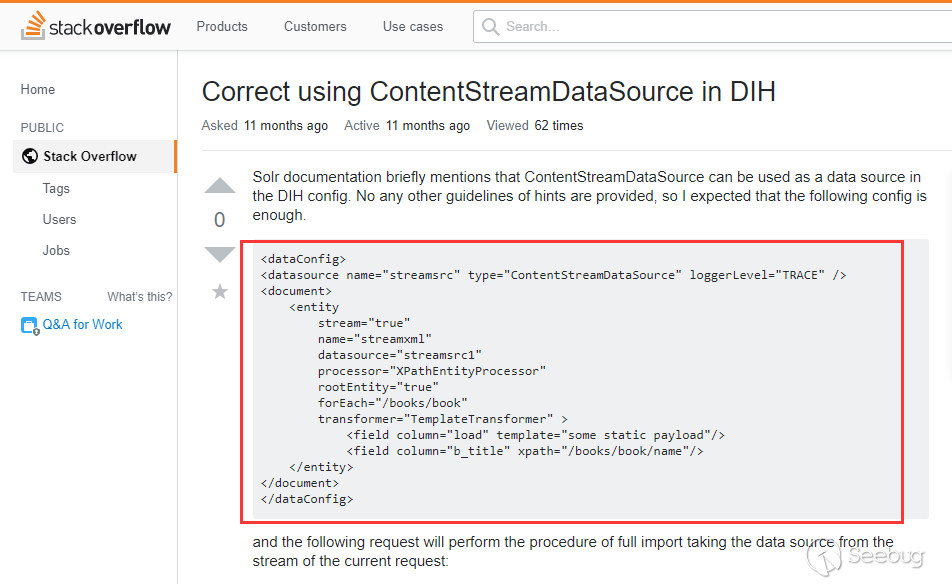 stackoverflow Products Customers Use cases Search...
Home
PUBLIC
Stack Overflow
Tags
Users
Jobs
TEAMS What's this?
Q&A for Work
Correct using ContentStreamDataSource in DIH
Asked 11 months ago Active 11 months ago Viewed 62 times
0
Solr documentation briefly mentions that ContentStreamDataSource can be used as a data source in
the DIH config. No any other guidelines of hints are provided, so I expected that the following config is
enough.
<dataConfig>
<datasource name="streamsrc" type="ContentStreamDataSource" loggerLevel="TRACE" />
<document>
    <entity
        stream="true"
        name="streamxml"
        datasource="streamsrc1"
        processor="XPathEntityProcessor"
        rootEntity="true"
        forEach="/books/book"
        transformer="TemplateTransformer" >
            <field column="load" template="some static payload"/>
            <field column="b_title" xpath="/books/book/name"/>
    </entity>
</document>
</dataConfig>
and the following request will perform the procedure of full import taking the data source from the
stream of the current request:
Seebug